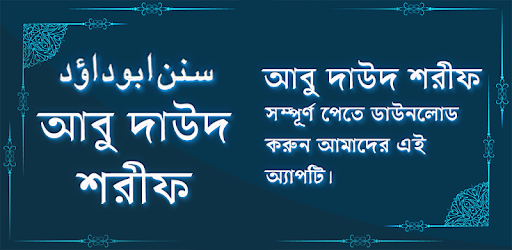 سنن ابوداؤد
আবু দাউদ
শরীফ
আবু দাউদ শরীফ
সম্পূর্ণ পেতে ডাউনলোড
করুন আমাদের এই
অ্যাপটি।